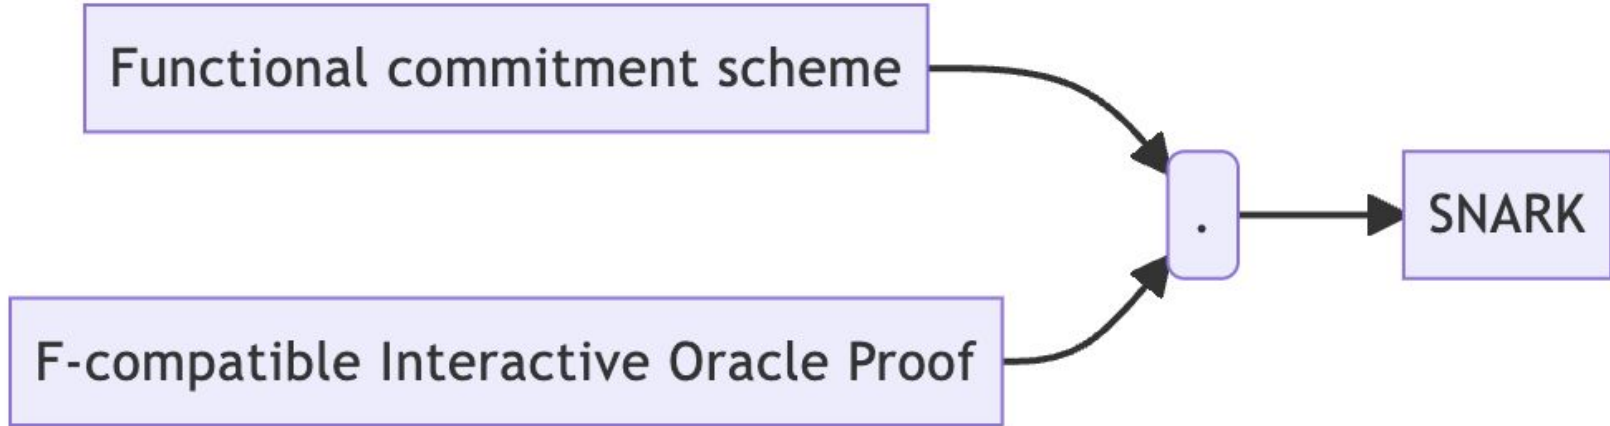 Functional commitment scheme
.
SNARK
F-compatible Interactive Oracle Proof